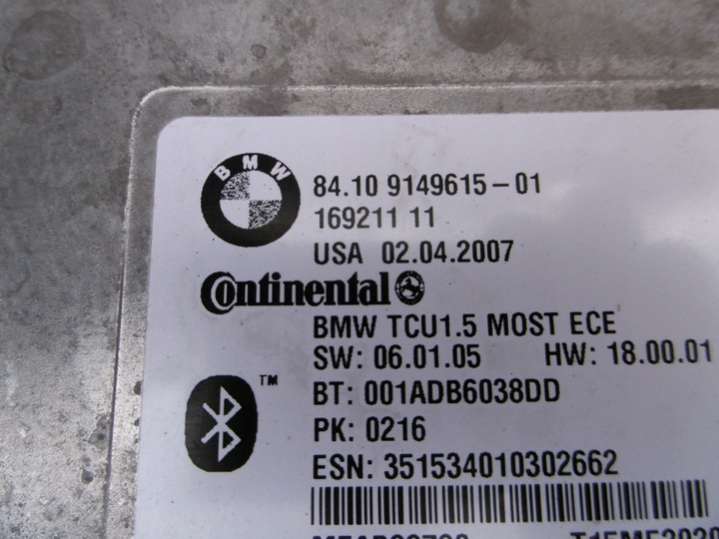 BMW
84.10 9149615-01
169211 11
USA 02.04.2007
Continental
BMW TCU1.5 MOST ECE
SW: 06.01.05 HW: 18.00.01
TM
BT: 001ADB6038DD
PK: 0216
ESN: 351534010302662